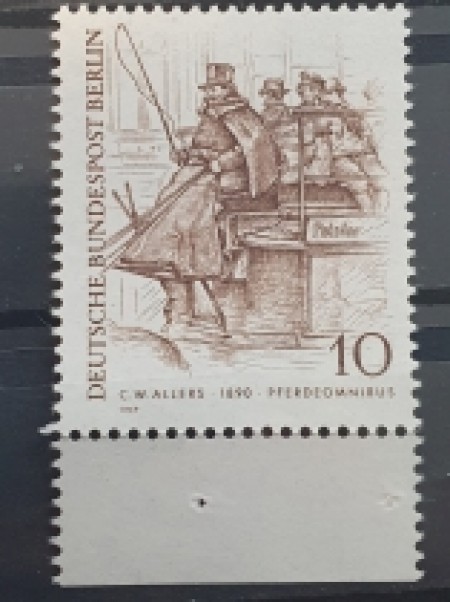 DEUTSCHE BUNDESPOST BERLIN
10
C.W.ALLERS · 1890 · PFERDEOMNIBUS